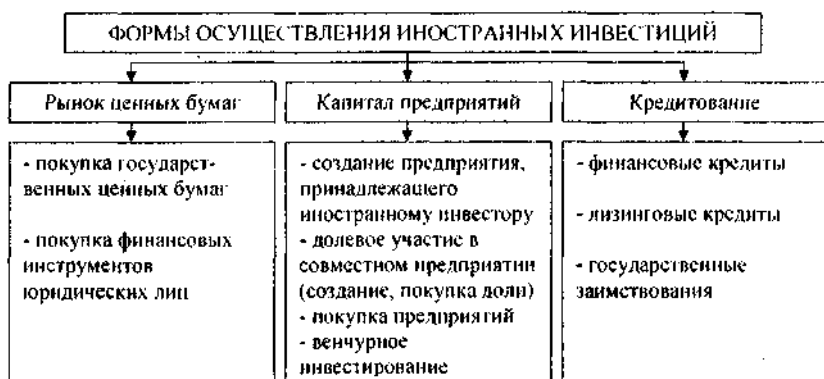 ФОРМЫ ОСУЩЕСТВЛЕНИЯ ИНОСТРАННЫХ ИНВЕСТИЦИЙ
Рынок ценных бумаг
Капитал предприятий
Кредитование
- покупка государст-
венных ценных бумаг
- покупка финансовых
инструментов
юридических лиц
- создание предприятия,
принадлежащего
иностранному инвестору
- долевое участие в
совместном предприятии
(создание, покупка доли)
- покупка предприятий
- венчурное
инвестирование
- финансовые кредиты
- лизинговые кредиты
- государственные
заимствования